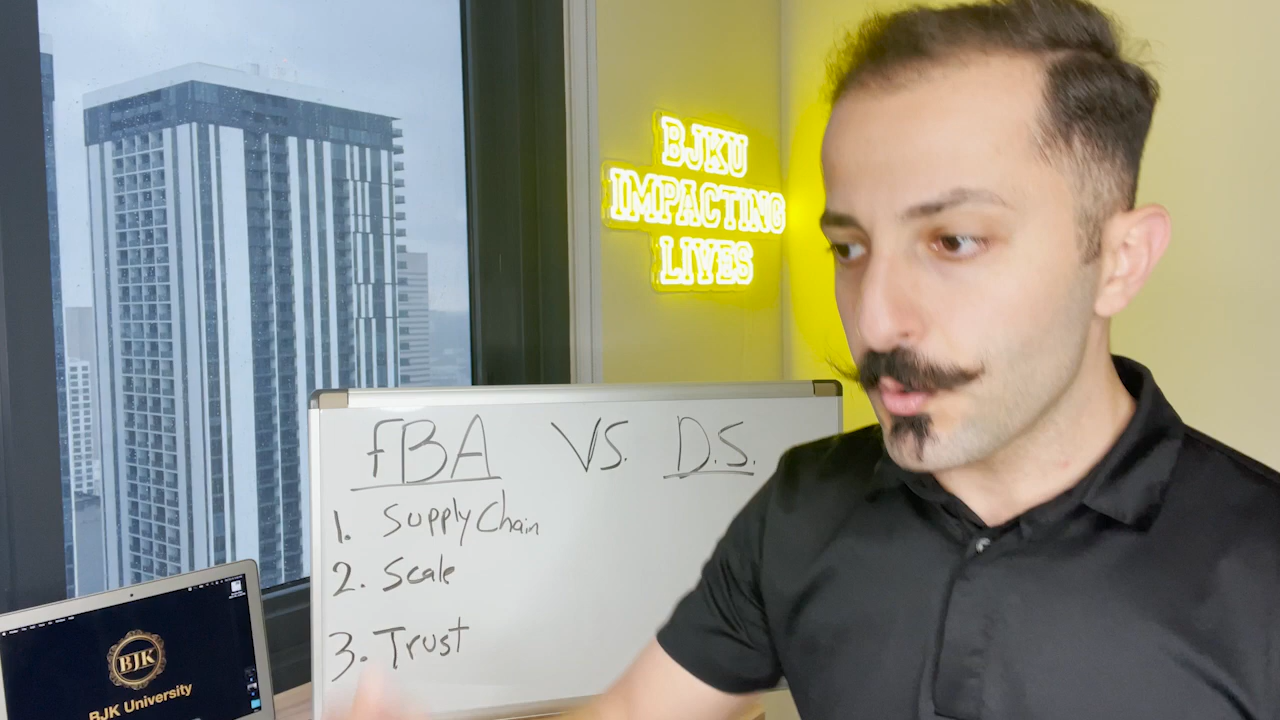 BJKU
IMPACTING
LIVES
fBA VS. D.S.
1. Supply Chain
2. Scale
3. Trust
BJK
BJK University